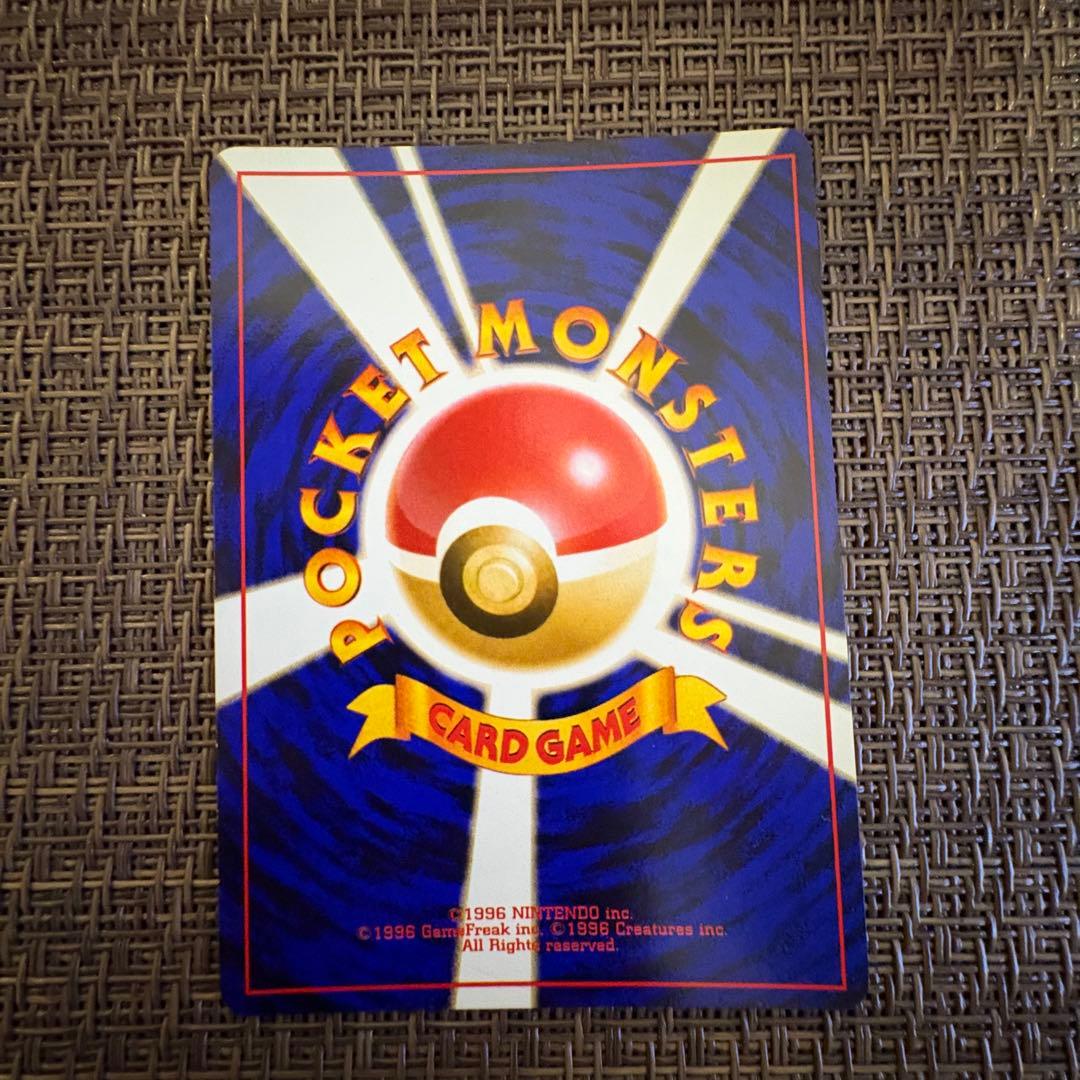 POCKET MONSTERS
CARD GAME
©1996 NINTENDO inc.
©1996 GameFreak inc. ©1996 Creatures inc.
All Rights reserved.